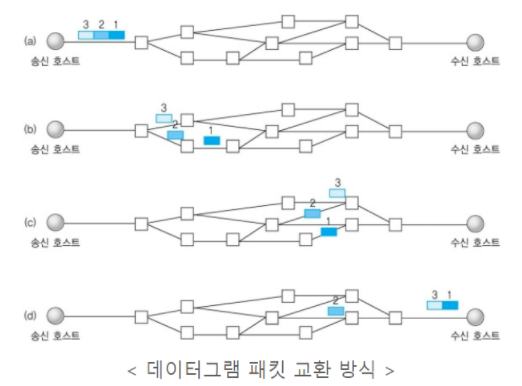 3 2 1
(a)
송신 호스트 수신 호스트
3
2 1
(b)
송신 호스트 수신 호스트
3
2
1
(c)
송신 호스트 수신 호스트
2 3 1
(d)
송신 호스트 수신 호스트
< 데이터그램 패킷 교환 방식 >